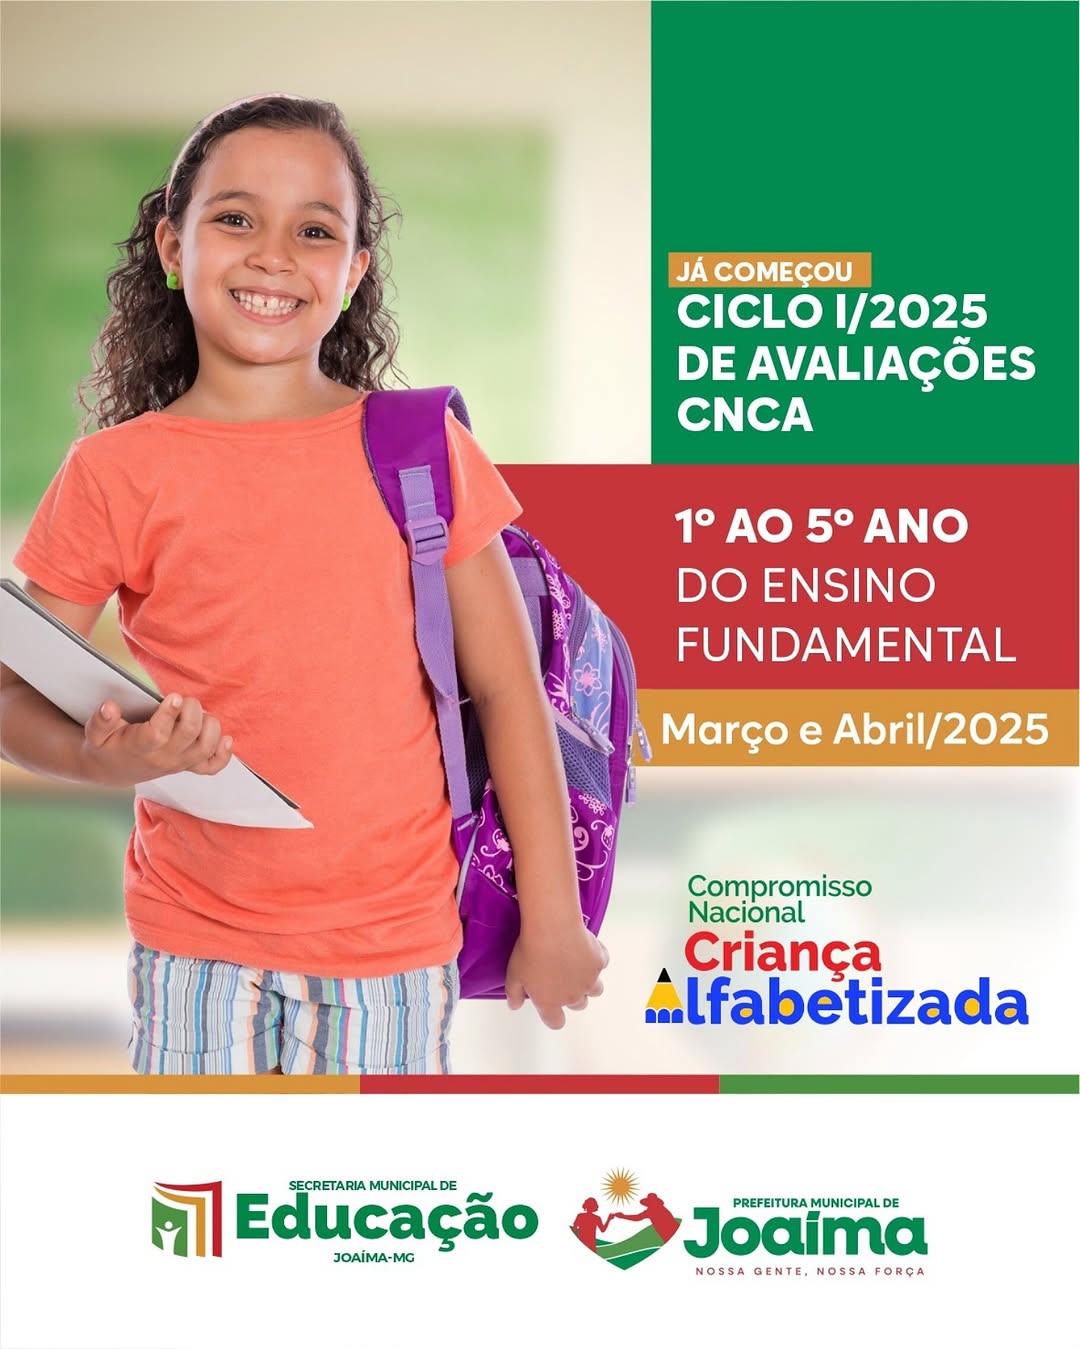 JÁ COMEÇOU
CICLO I/2025
DE AVALIAÇÕES
CNCA
1º AO 5º ANO
DO ENSINO
FUNDAMENTAL
Março e Abril/2025
Compromisso
Nacional
Criança
Alfabetizada
SECRETARIA MUNICIPAL DE
Educação
JOAÍMA-MG
PREFEITURA MUNICIPAL DE
Joaíma
NOSSA GENTE, NOSSA FORÇA